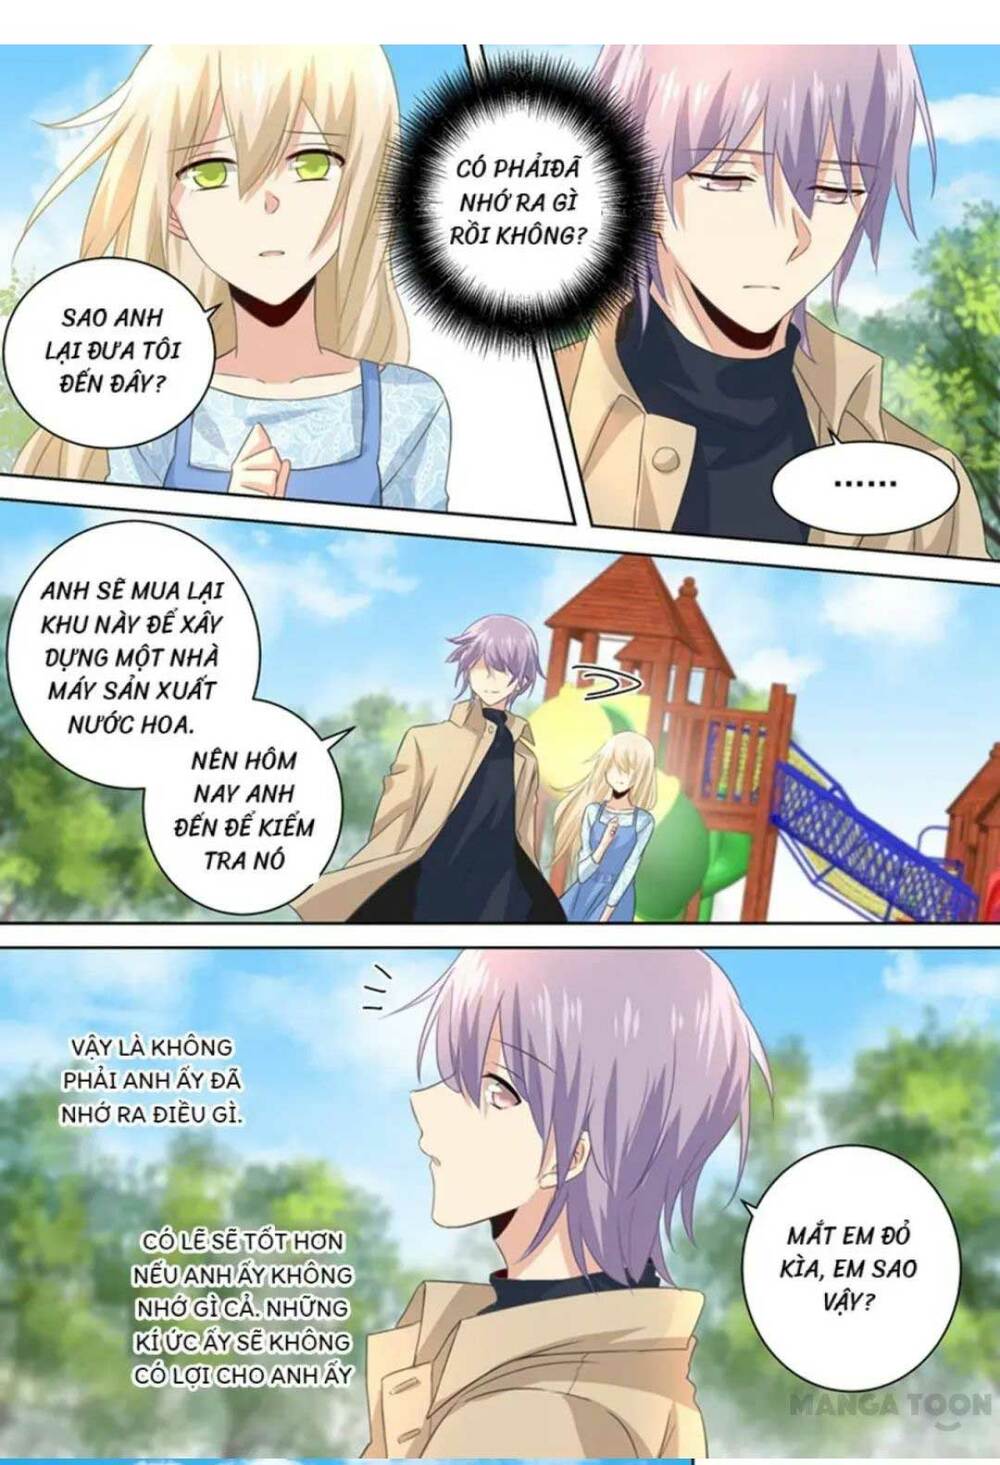 CÓ PHẢIĐÃ
NHỚ RA GÌ
RỒI KHÔNG?
SAO ANH
LẠI ĐƯA TÔI
ĐẾN ĐÂY?
......
ANH SẼ MUA LẠI
KHU NÀY ĐỂ XÂY
DỰNG MỘT NHÀ
MÁY SẢN XUẤT
NƯỚC HOA.
NÊN HÔM
NAY ANH
ĐẾN ĐỂ KIỂM
TRA NÓ
VẬY LÀ KHÔNG
PHẢI ANH ẤY ĐÃ
NHỚ RA ĐIỀU GÌ.
CÓ LẼ SẼ TỐT HƠN
NẾU ANH ẤY KHÔNG
NHỚ GÌ CẢ. NHỮNG
KÍ ỨC ẤY SẼ KHÔNG
CÓ LỢI CHO ANH ẤY
MẮT EM ĐỎ
KÌA, EM SAO
VẬY?
MANGA TOON